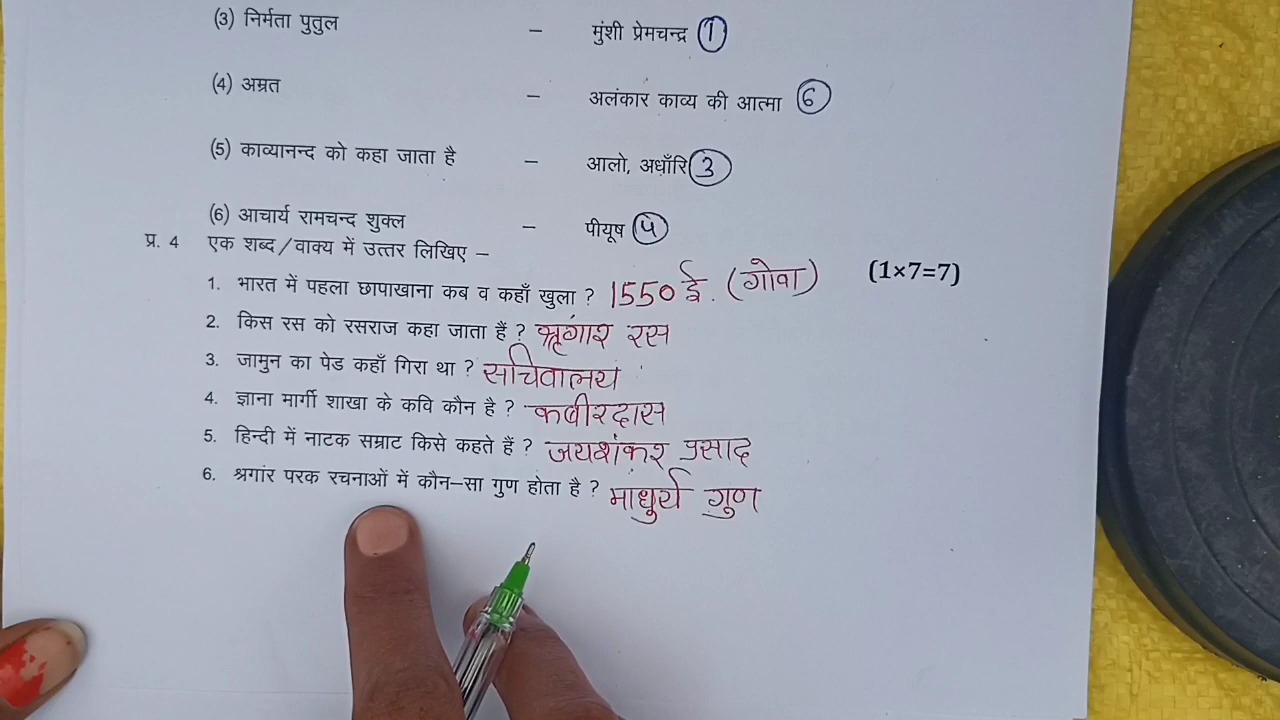 (3) निर्मता पुतुल – मुंशी प्रेमचन्द्र 1
(4) अम्रत – अलंकार काव्य की आत्मा 6
(5) काव्यानन्द को कहा जाता है – आलो, अधाँरि 3
(6) आचार्य रामचन्द शुक्ल – पीयूष 4
प्र. 4 एक शब्द/वाक्य में उत्तर लिखिए – (1×7=7)
1. भारत में पहला छापाखाना कब व कहाँ खुला ? 1550 ई. (गोवा)
2. किस रस को रसराज कहा जाता हैं ? श्रृंगार रस
3. जामुन का पेड कहाँ गिरा था ? सचिवालय
4. ज्ञाना मार्गी शाखा के कवि कौन है ? कबीरदास
5. हिन्दी में नाटक सम्राट किसे कहते हैं ? जयशंकर प्रसाद
6. श्रगांर परक रचनाओं में कौन–सा गुण होता है ? माधुर्य गुण